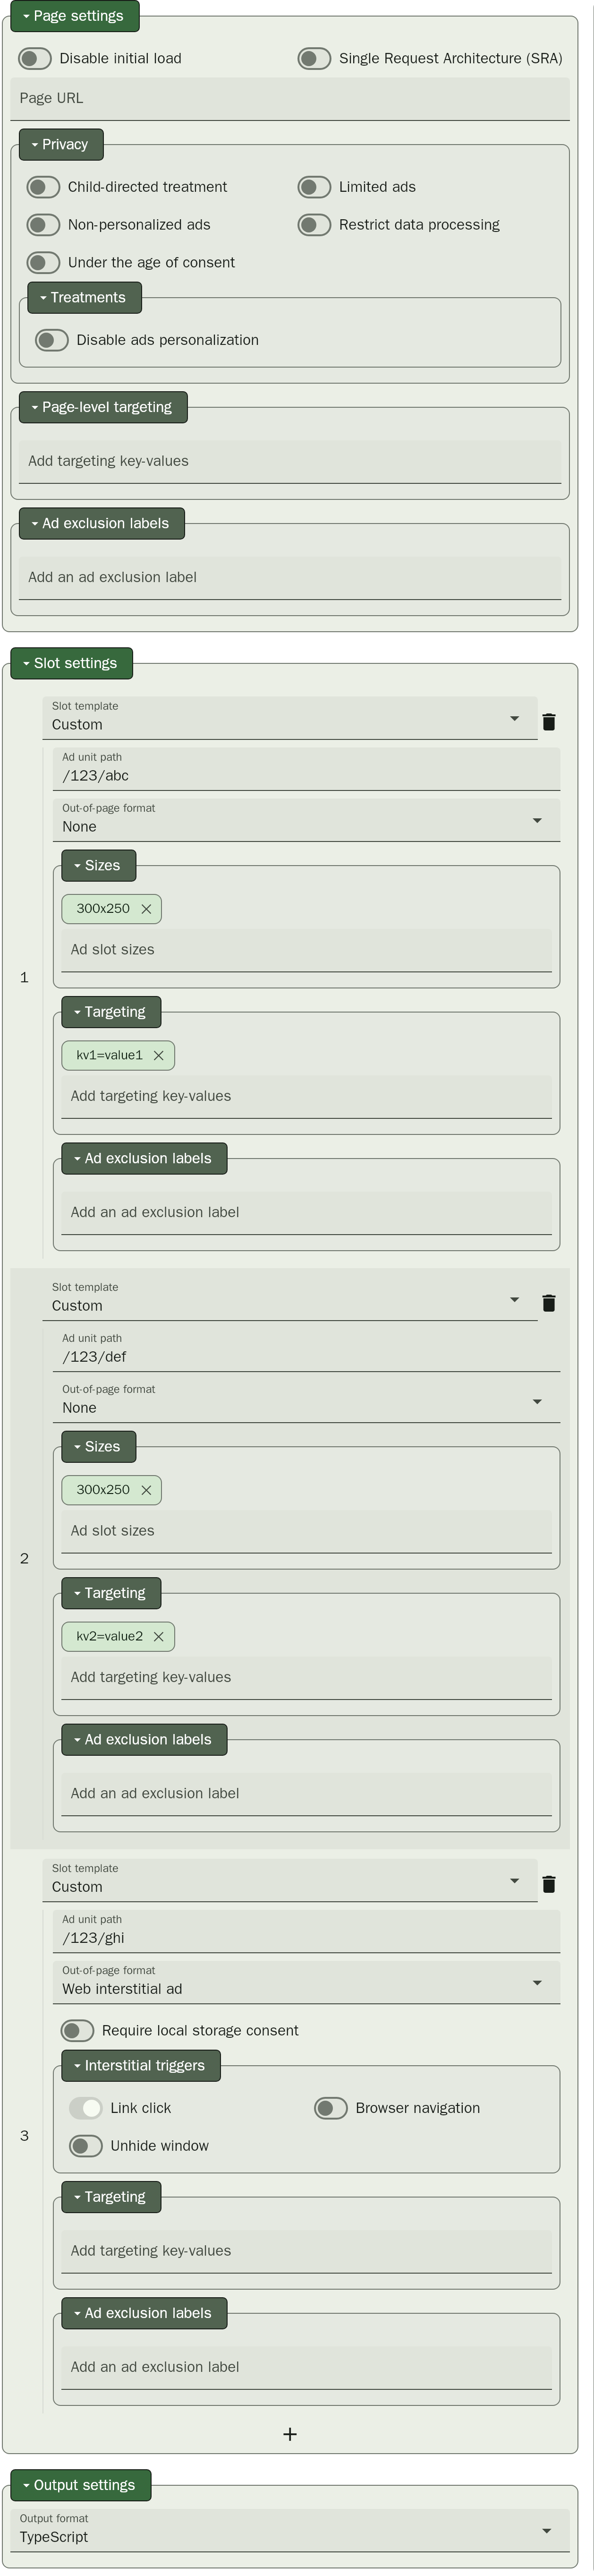 Page settings
Disable initial load
Single Request Architecture (SRA)
Page URL
Privacy
Child-directed treatment
Limited ads
Non-personalized ads
Restrict data processing
Under the age of consent
Treatments
Disable ads personalization
Page-level targeting
Add targeting key-values
Ad exclusion labels
Add an ad exclusion label
Slot settings
Slot template
Custom
Ad unit path
/123/abc
Out-of-page format
None
Sizes
300x250
Ad slot sizes
1
Targeting
kv1=value1
Add targeting key-values
Ad exclusion labels
Add an ad exclusion label
Slot template
Custom
Ad unit path
/123/def
Out-of-page format
None
Sizes
300x250
Ad slot sizes
2
Targeting
kv2=value2
Add targeting key-values
Ad exclusion labels
Add an ad exclusion label
Slot template
Custom
Ad unit path
/123/ghi
Out-of-page format
Web interstitial ad
Require local storage consent
Interstitial triggers
Link click
Browser navigation
3
Unhide window
Targeting
Add targeting key-values
Ad exclusion labels
Add an ad exclusion label
+
Output settings
Output format
TypeScript